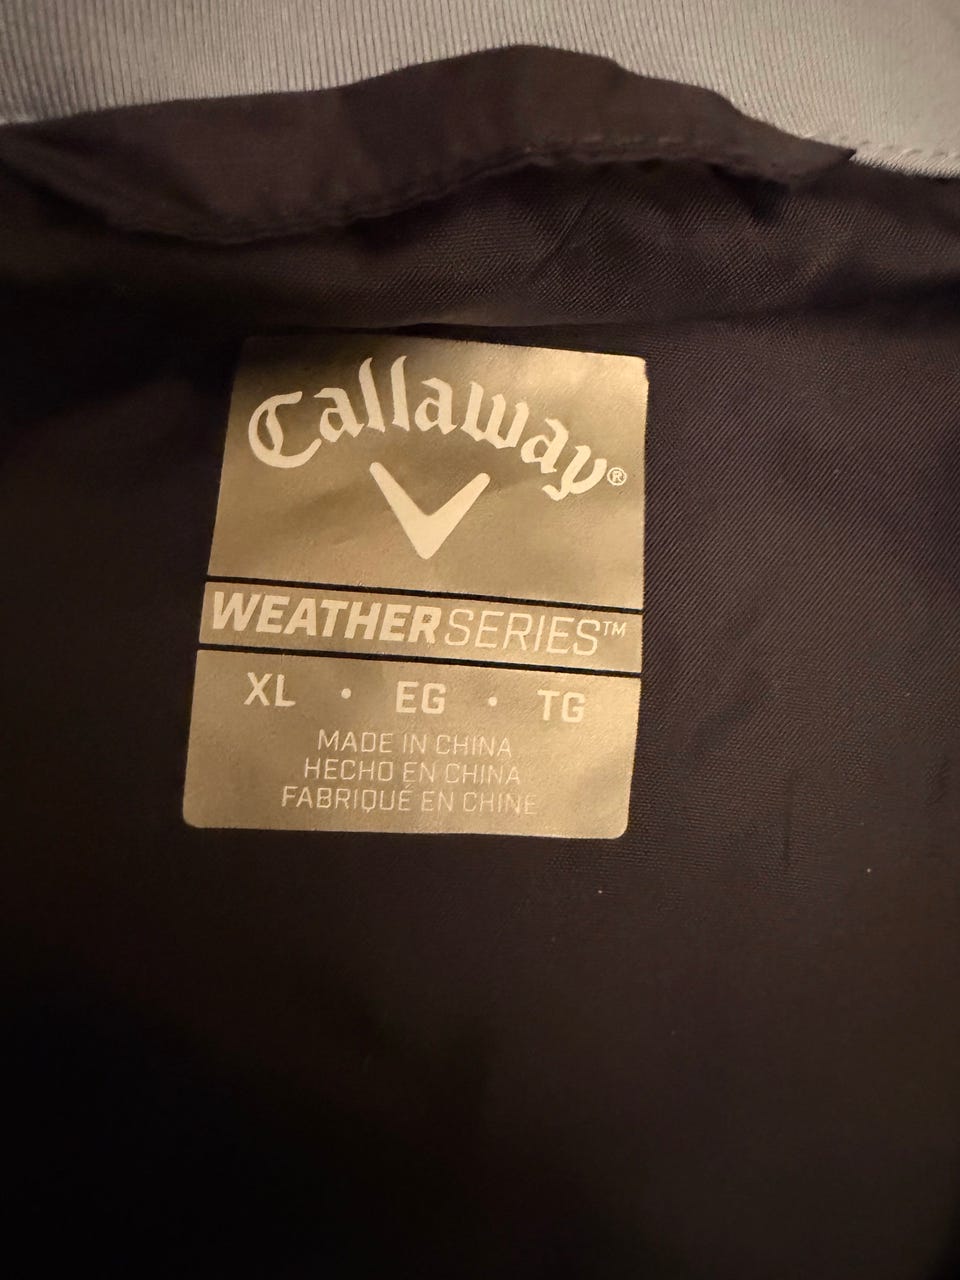 Callaway®
WEATHERSERIES™
XL • EG • TG
MADE IN CHINA
HECHO EN CHINA
FABRIQUÉ EN CHINE